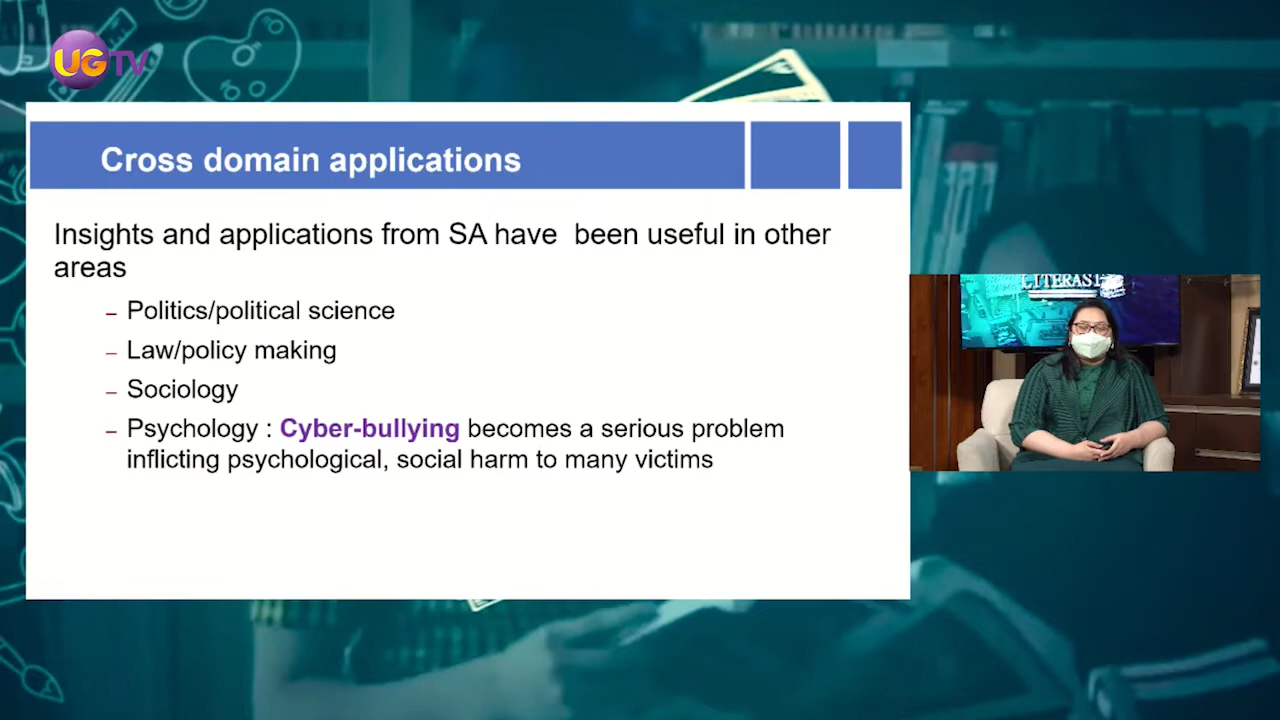 UGTV
Cross domain applications
Insights and applications from SA have been useful in other
areas
– Politics/political science
– Law/policy making
– Sociology
– Psychology : Cyber-bullying becomes a serious problem
inflicting psychological, social harm to many victims
LITERASI